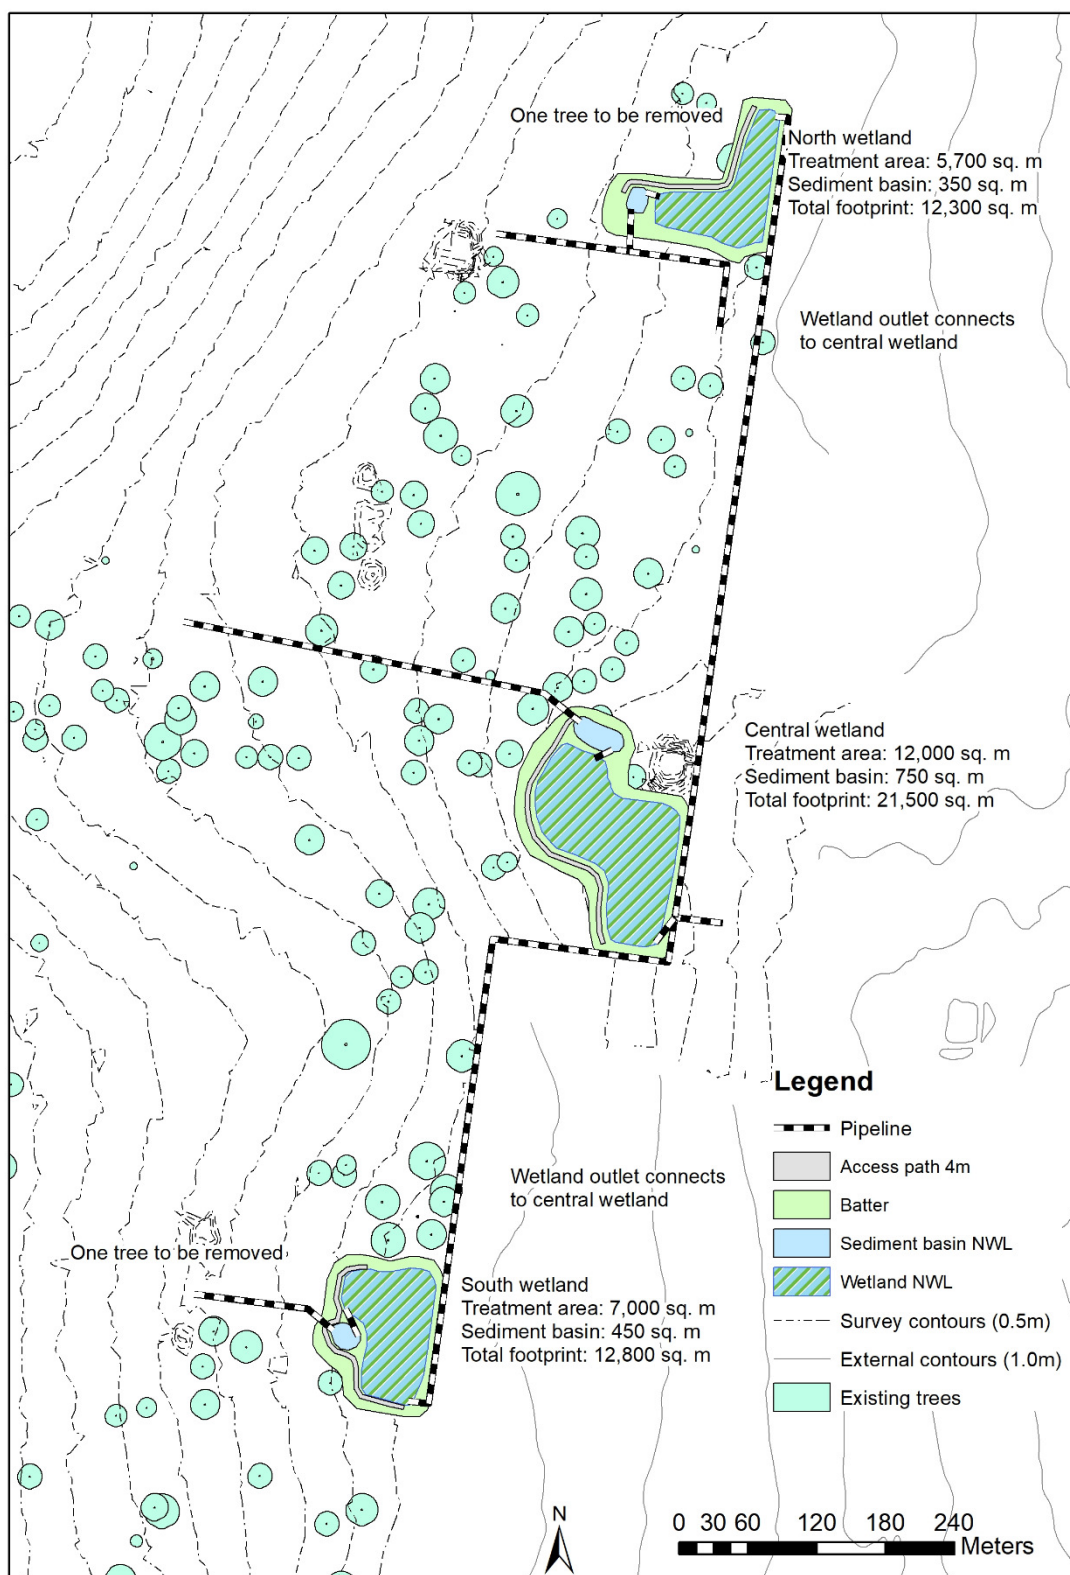 One tree to be removed
North wetland
Treatment area: 5,700 sq. m
Sediment basin: 350 sq. m
Total footprint: 12,300 sq. m
Wetland outlet connects
to central wetland
Central wetland
Treatment area: 12,000 sq. m
Sediment basin: 750 sq. m
Total footprint: 21,500 sq. m
Wetland outlet connects
to central wetland
One tree to be removed
South wetland
Treatment area: 7,000 sq. m
Sediment basin: 450 sq. m
Total footprint: 12,800 sq. m
Legend
Pipeline
Access path 4m
Batter
Sediment basin NWL
Wetland NWL
Survey contours (0.5m)
External contours (1.0m)
Existing trees
N
0 30 60 120 180 240
Meters